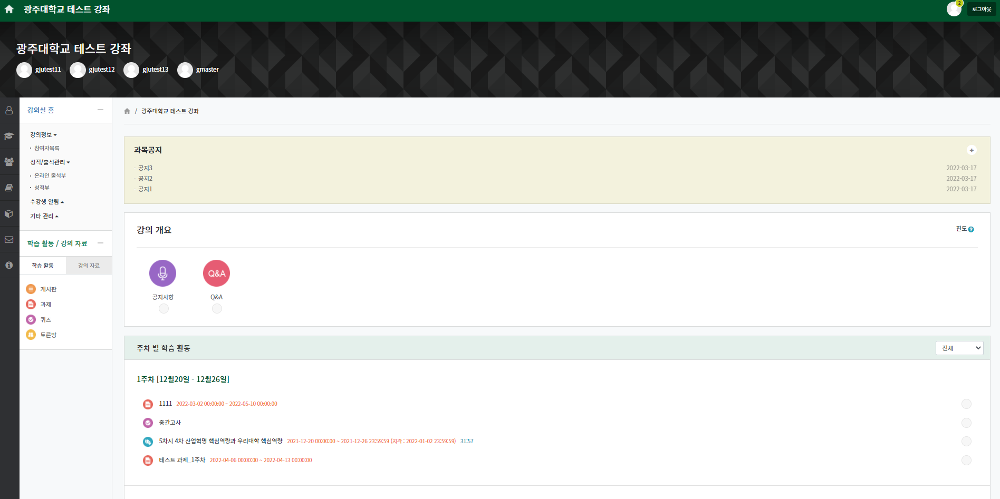 광주대학교 테스트 강좌
2
로그아웃
광주대학교 테스트 강좌
gjutest11 gjutest12 gjutest13 gmaster
강의실 홈
강의정보
참여자목록
성적/출석관리
온라인 출석부
성적부
수강생 알림
기타 관리
학습 활동 / 강의 자료
학습 활동 강의 자료
게시판
과제
퀴즈
토론방
/ 광주대학교 테스트 강좌
과목공지
공지3 2022-03-17
공지2 2022-03-17
공지1 2022-03-17
강의 개요
진도
Q&A
공지사항 Q&A
주차 별 학습 활동 전체
1주차 [12월20일 - 12월26일]
1111 2022-03-02 00:00:00 ~ 2022-05-10 00:00:00
중간고사
5차시 4차 산업혁명 핵심역량과 우리대학 핵심역량 2021-12-20 00:00:00 ~ 2021-12-26 23:59:59 (지각 : 2022-01-02 23:59:59) 31:57
테스트 과제_1주차 2022-04-06 00:00:00 ~ 2022-04-13 00:00:00